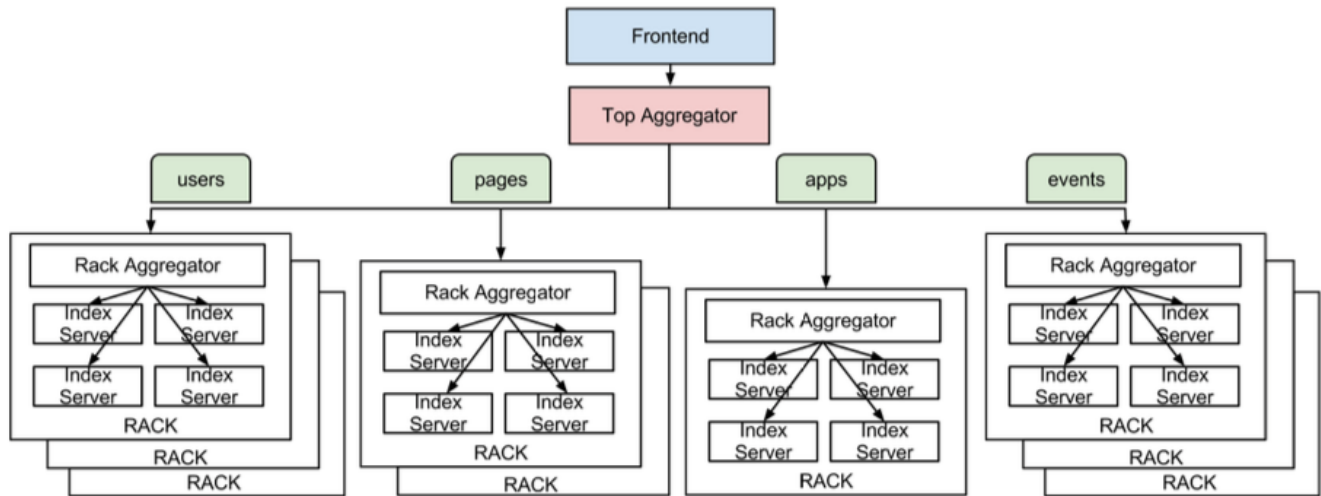 Frontend
Top Aggregator
users
pages
apps
events
Rack Aggregator
Index
Server
Index
Server
Index
Server
Index
Server
RACK
RACK
RACK
Rack Aggregator
Index
Server
Index
Server
Index
Server
Index
Server
RACK
RACK
Rack Aggregator
Index
Server
Index
Server
Index
Server
Index
Server
RACK
Rack Aggregator
Index
Server
Index
Server
Index
Server
Index
Server
RACK
RACK
RACK